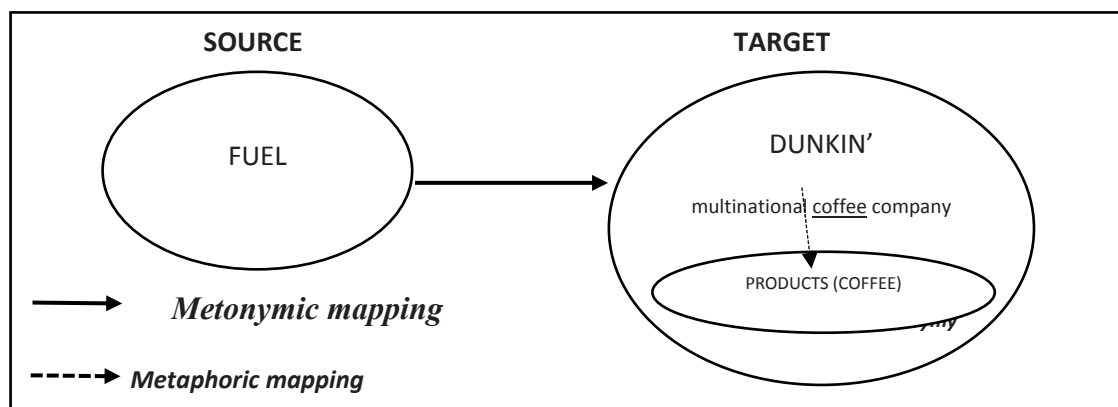 SOURCE
TARGET
FUEL
DUNKIN’
multinational coffee company
PRODUCTS (COFFEE)
Metonymic mapping
Metaphoric mapping